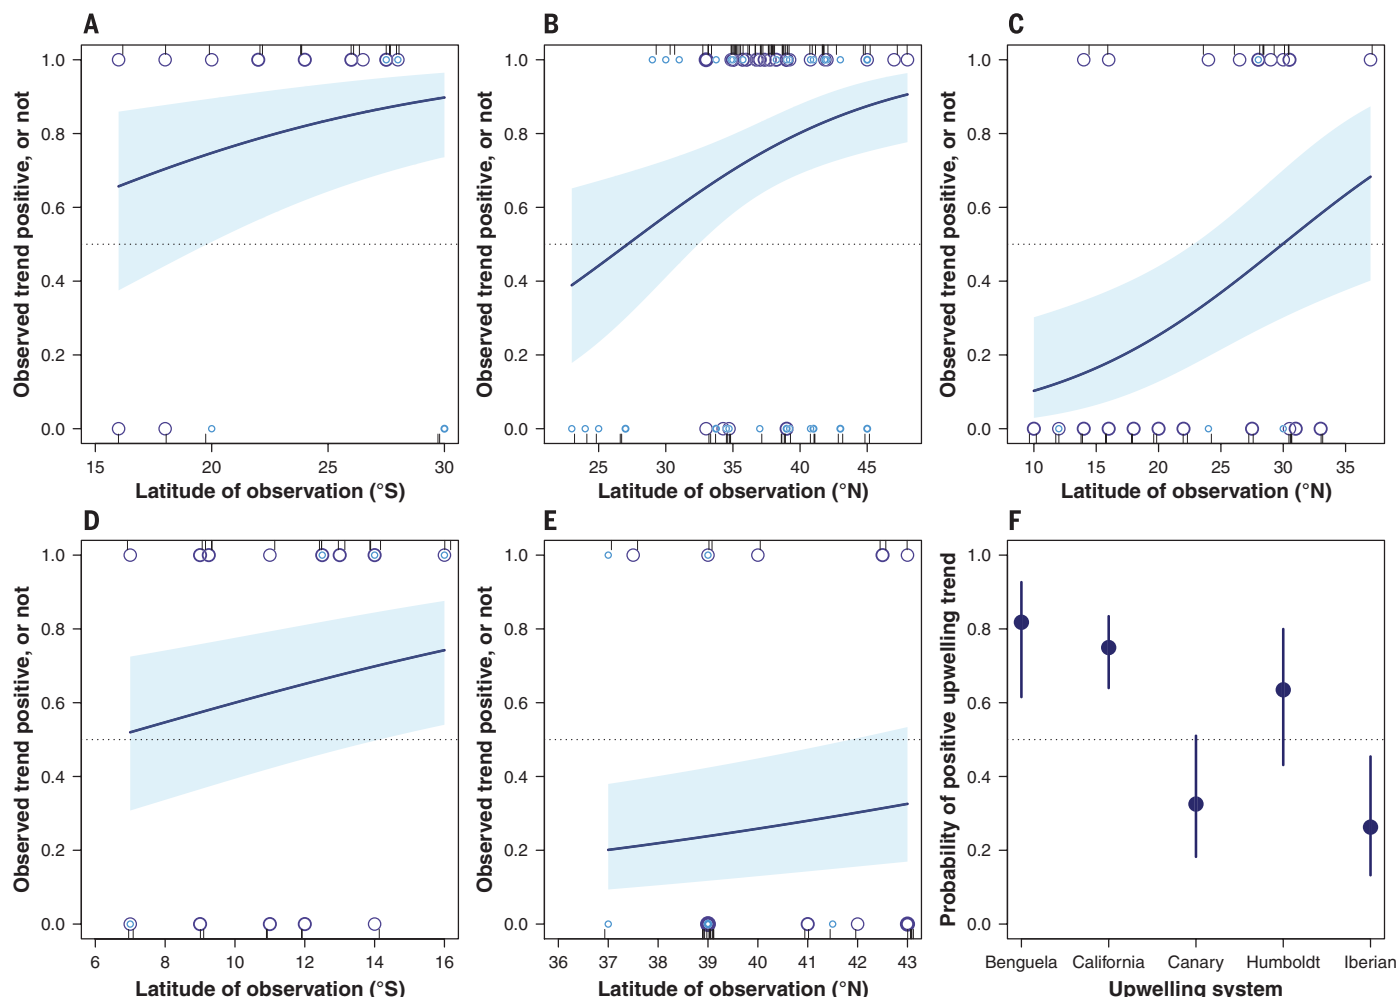 A
Observed trend positive, or not
1.0
0.8
0.6
0.4
0.2
0.0
15 20 25 30
Latitude of observation (°S)
B
Observed trend positive, or not
1.0
0.8
0.6
0.4
0.2
0.0
25 30 35 40 45
Latitude of observation (°N)
C
Observed trend positive, or not
1.0
0.8
0.6
0.4
0.2
0.0
10 15 20 25 30 35
Latitude of observation (°N)
D
Observed trend positive, or not
1.0
0.8
0.6
0.4
0.2
0.0
6 8 10 12 14 16
Latitude of observation (°S)
E
Observed trend positive, or not
1.0
0.8
0.6
0.4
0.2
0.0
36 37 38 39 40 41 42 43
Latitude of observation (°N)
F
Probability of positive upwelling trend
1.0
0.8
0.6
0.4
0.2
0.0
Benguela California Canary Humboldt Iberian
Upwelling system